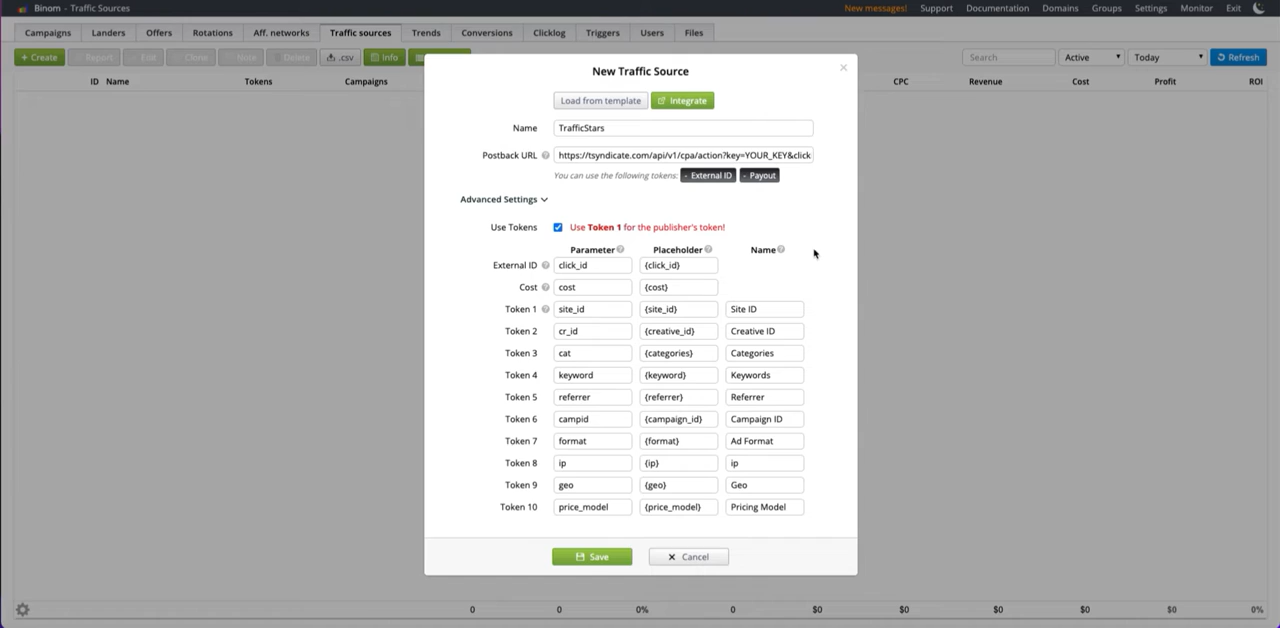 Binom - Traffic Sources
New messages! Support Documentation Domains Groups Settings Monitor Exit
Campaigns Landers Offers Rotations Aff. networks Traffic sources Trends Conversions Clicklog Triggers Users Files
+ Create Report Edit Clone Note Delete .csv Info Search Active Today Refresh
ID Name Tokens Campaigns CPC Revenue Cost Profit ROI
New Traffic Source
Load from template Integrate
Name TrafficStars
Postback URL https://tsyndicate.com/api/v1/cpa/action?key=YOUR_KEY&click
You can use the following tokens: - External ID - Payout
Advanced Settings
Use Tokens Use Token 1 for the publisher's token!
Parameter Placeholder Name
External ID click_id {click_id}
Cost cost {cost}
Token 1 site_id {site_id} Site ID
Token 2 cr_id {creative_id} Creative ID
Token 3 cat {categories} Categories
Token 4 keyword {keyword} Keywords
Token 5 referrer {referrer} Referrer
Token 6 campid {campaign_id} Campaign ID
Token 7 format {format} Ad Format
Token 8 ip {ip} ip
Token 9 geo {geo} Geo
Token 10 price_model {price_model} Pricing Model
Save Cancel
0 0 0% 0 $0 $0 $0 $0 $0 0%